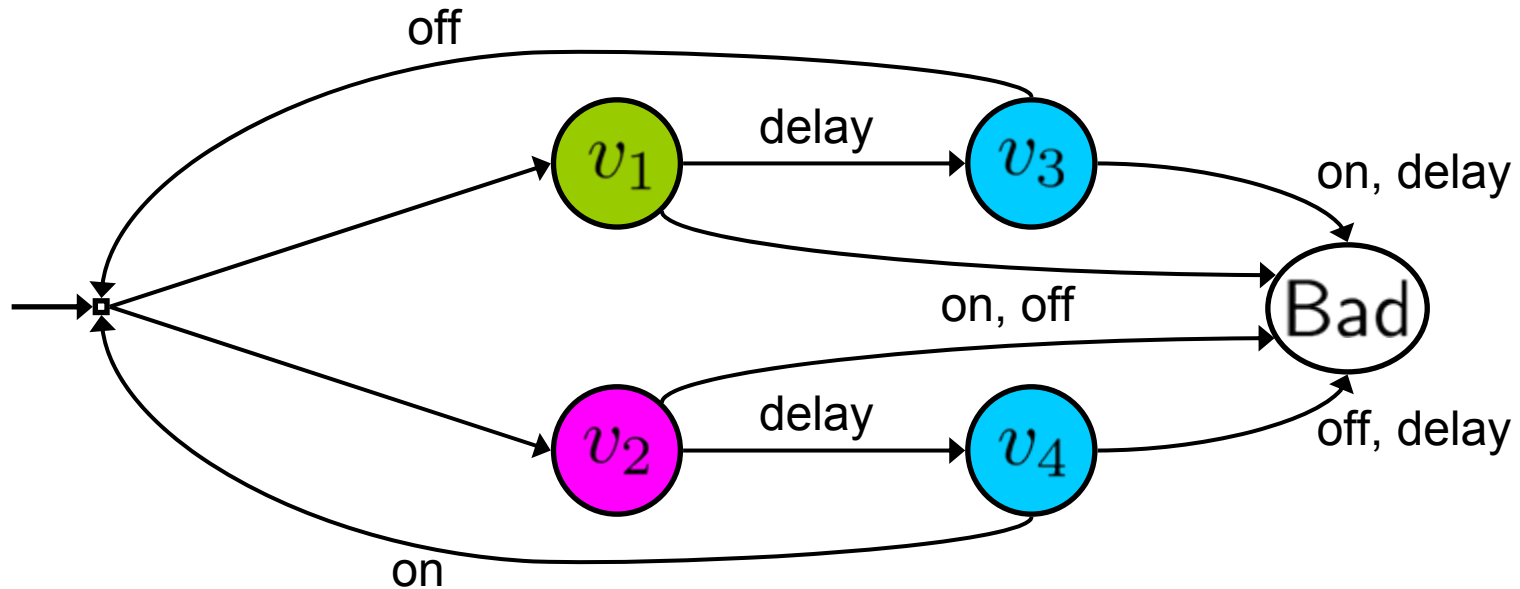 off
delay
v1
v3
on, delay
Bad
on, off
delay
v2
v4
off, delay
on